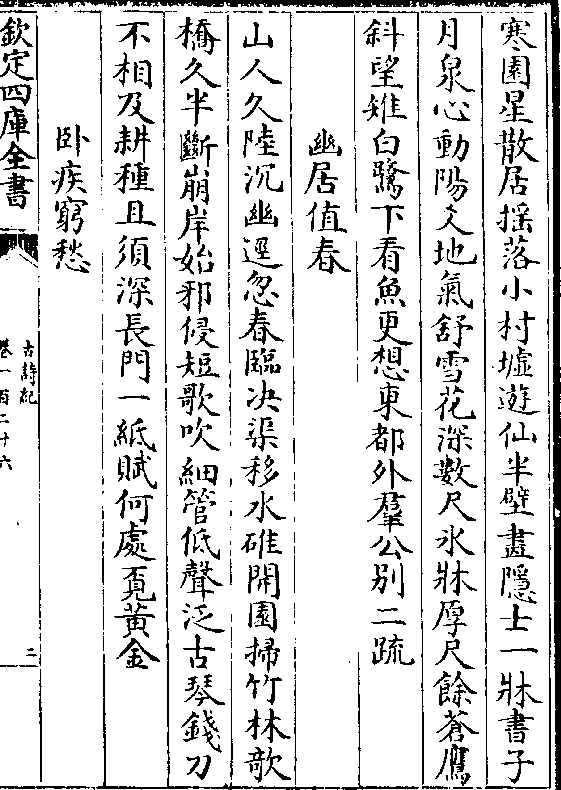 寒園星散居摇落小村墟遊仙半壁畫隱士一牀書子
月泉心動陽爻地氣舒雪花深數尺氷牀厚尺餘蒼鷹
斜望雉白鷺下看魚更想東都外羣公别二疏
幽居值春
山人久陸沉幽逕忽春臨决渠移水碓開園掃竹林欹
橋久半斷崩岸始邪侵短歌吹細管低聲泛古琴錢刀
不相及耕種且須深長門一紙賦何處覓黄金
卧疾窮愁
欽定四庫全書
古詩紀
卷一百二十六
三